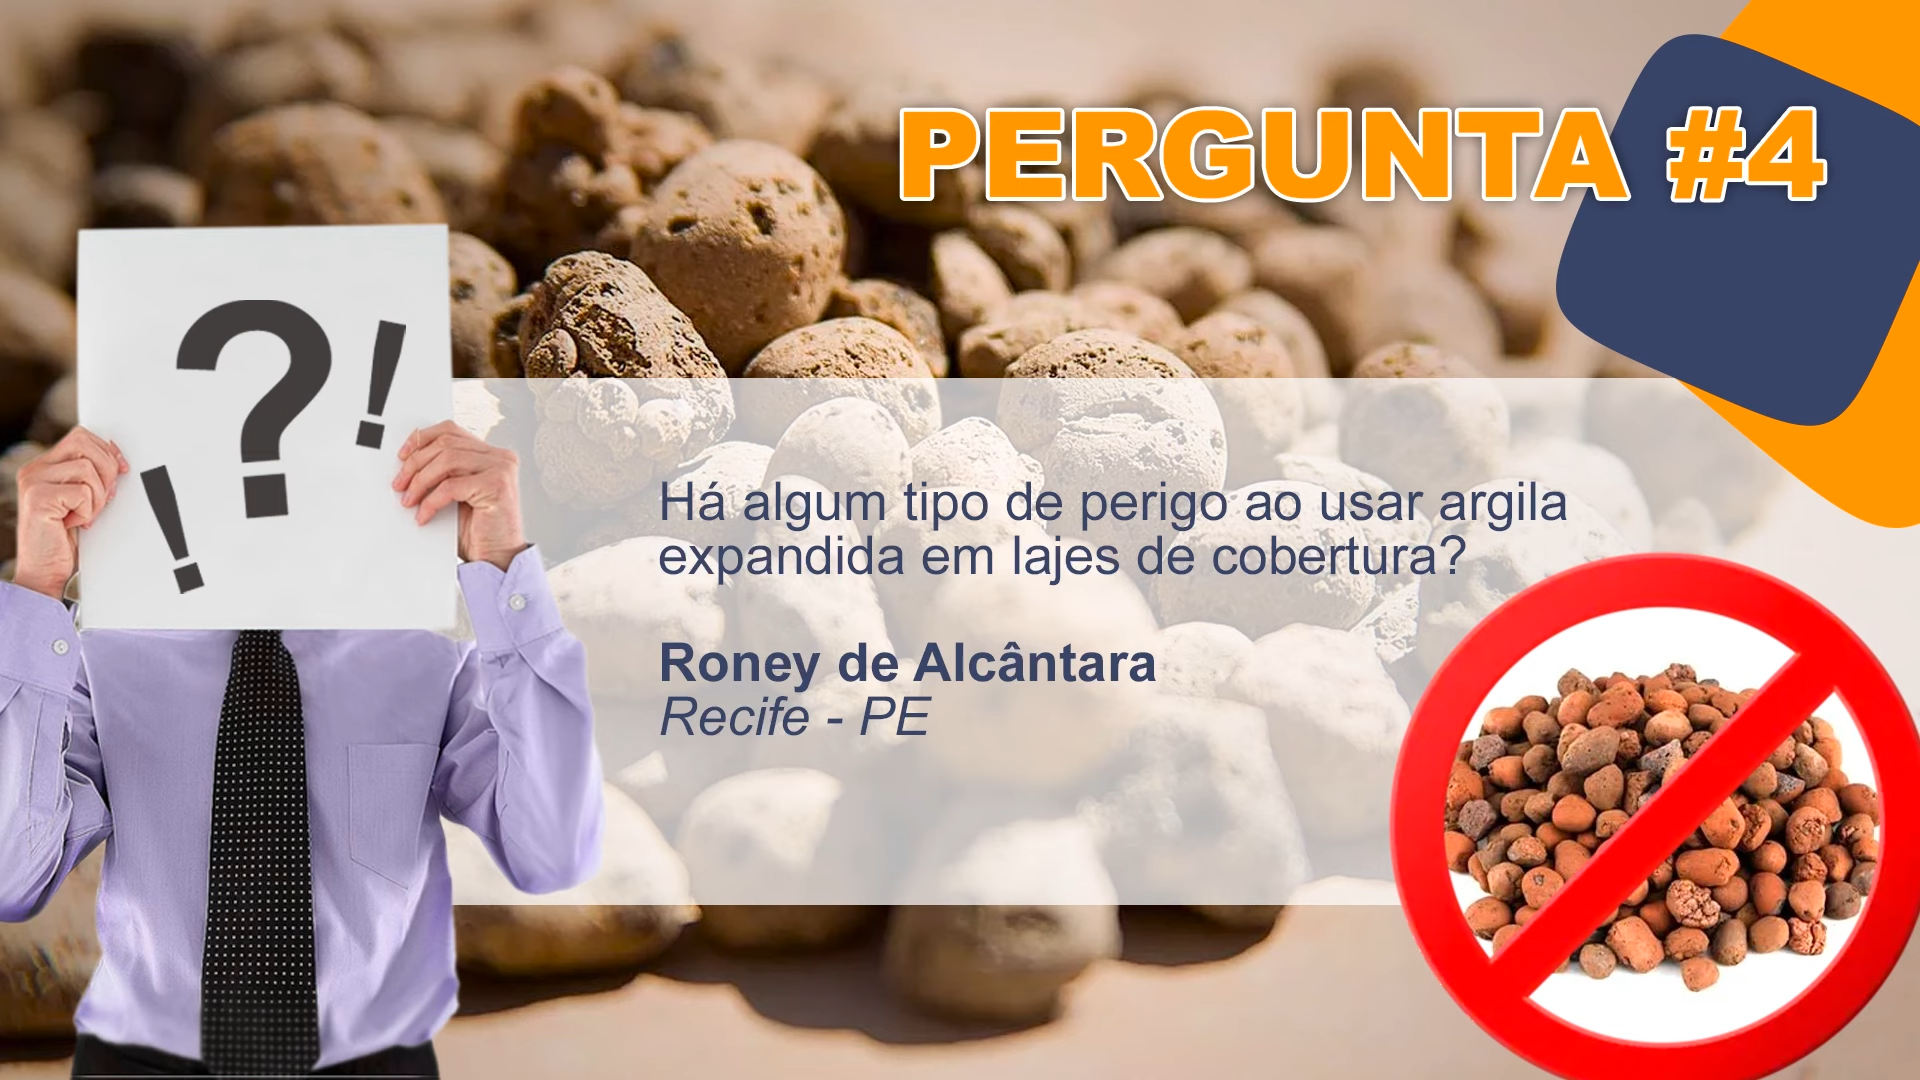 PERGUNTA #4
? !
!
Há algum tipo de perigo ao usar argila
expandida em lajes de cobertura?
Roney de Alcântara
Recife - PE